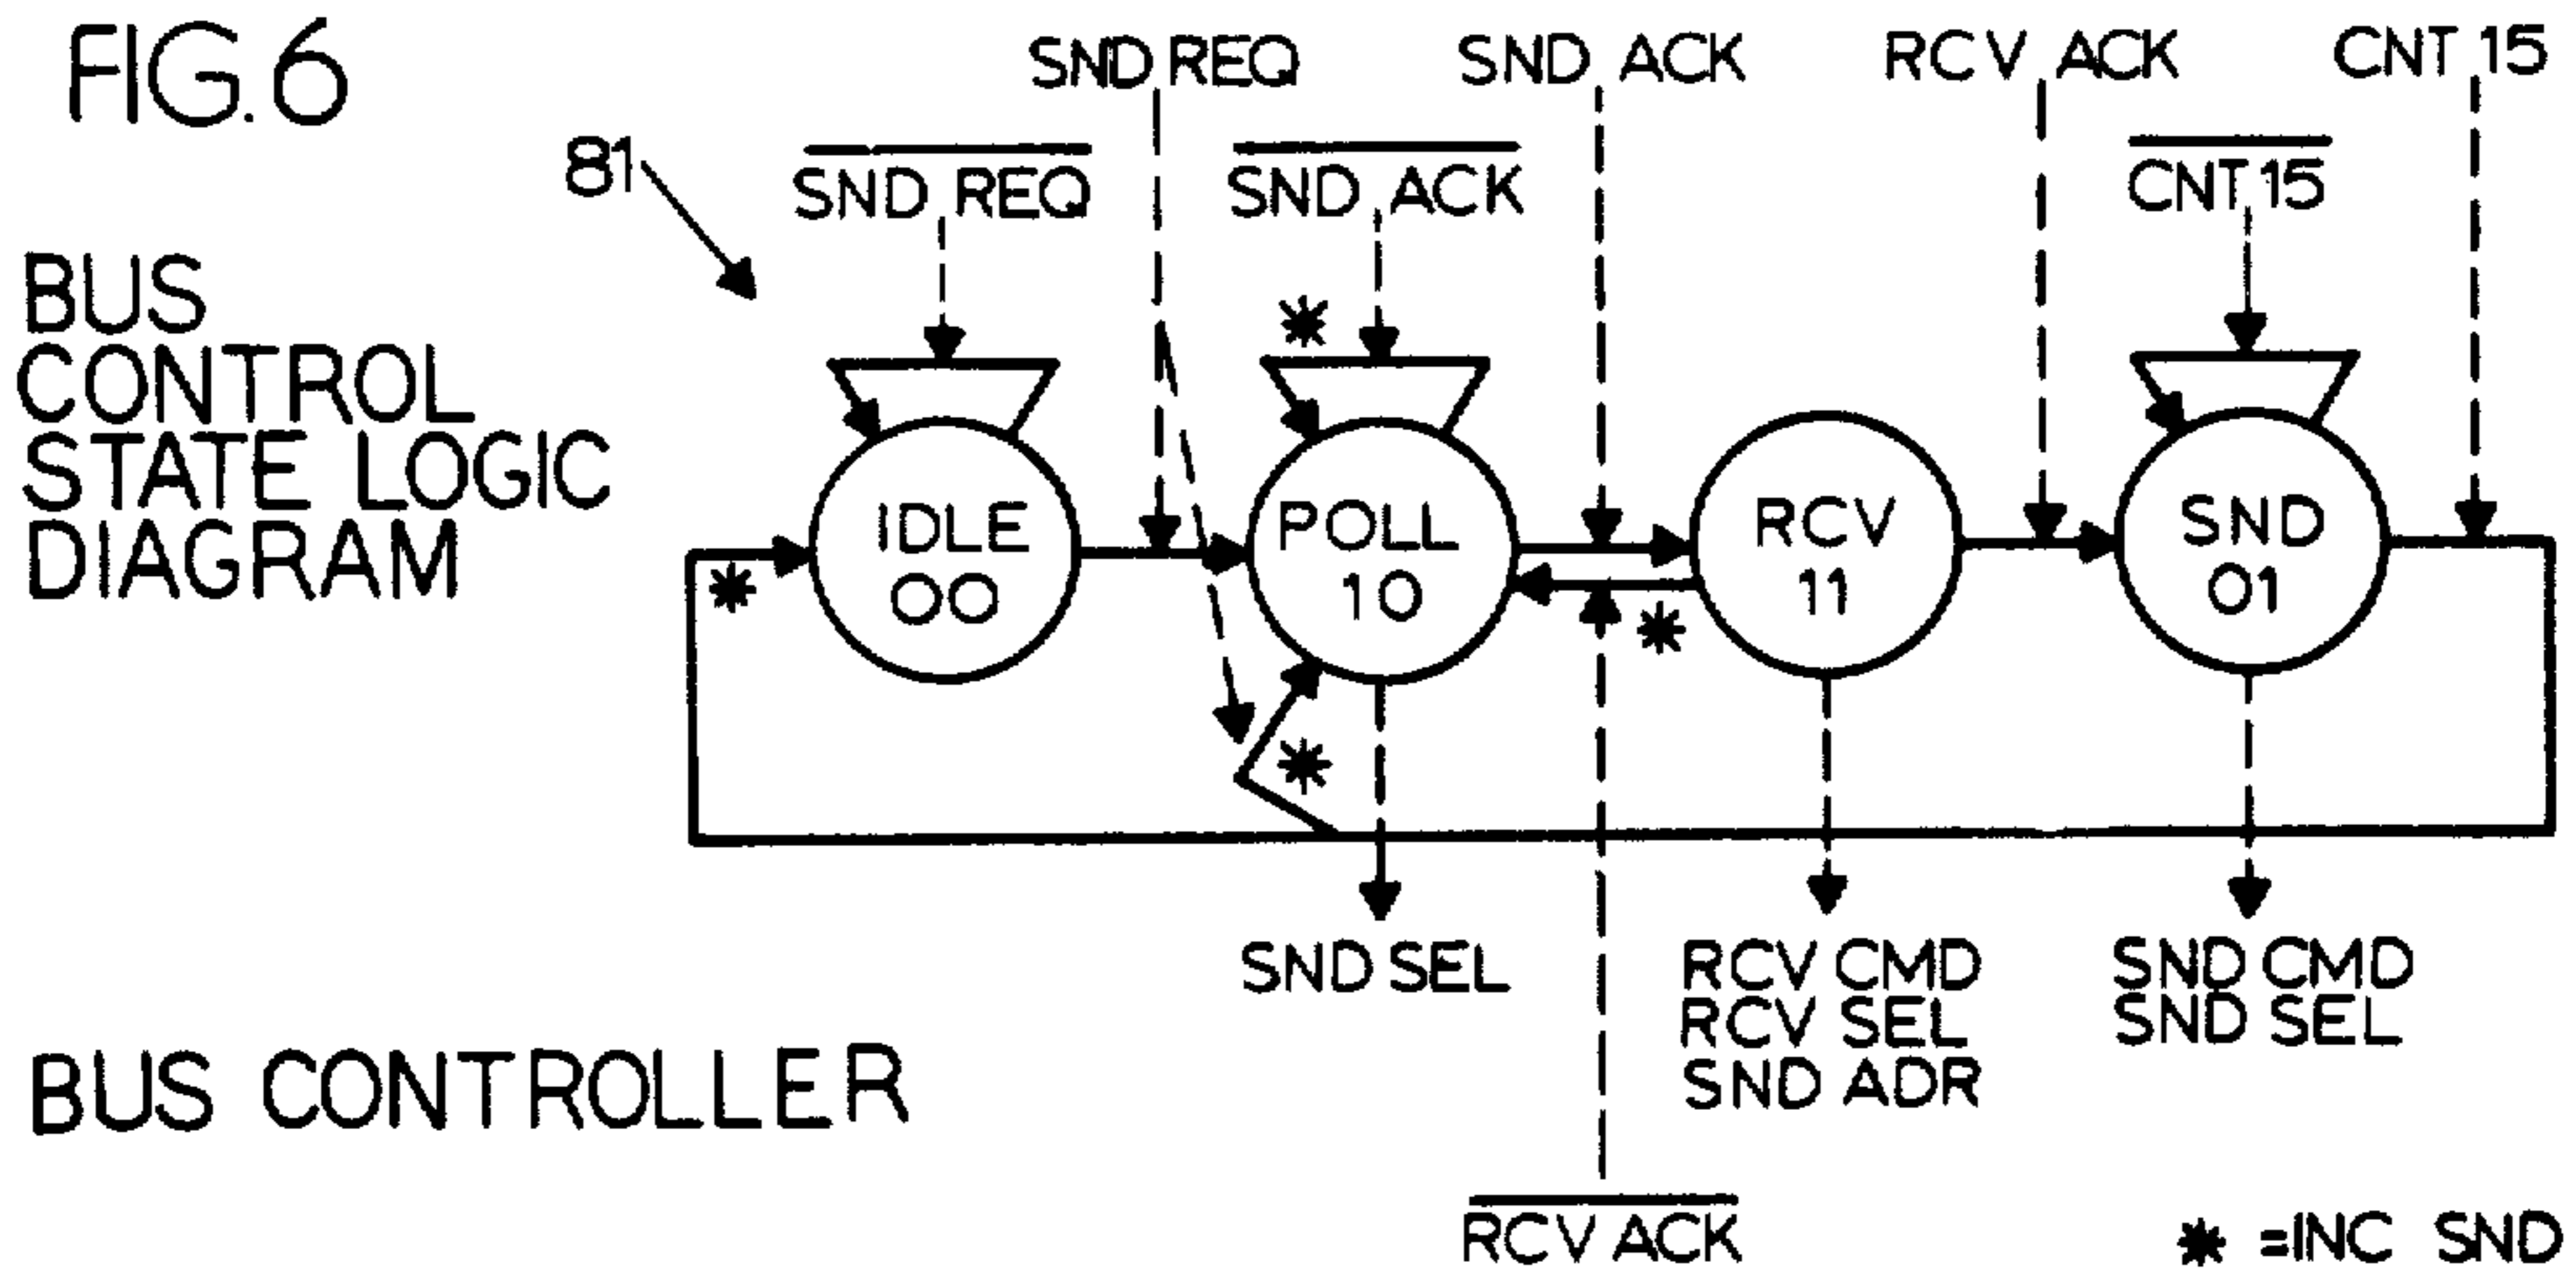 FIG. 6
SND REQ
SND ACK
RCV ACK
CNT 15
81
SND REQ
SND ACK
CNT 15
BUS
CONTROL
STATE LOGIC
DIAGRAM
*
IDLE
00
POLL
10
RCV
11
SND
01
*
*
*
SND SEL
RCV CMD
RCV SEL
SND ADR
SND CMD
SND SEL
BUS CONTROLLER
RCV ACK
* =INC SND